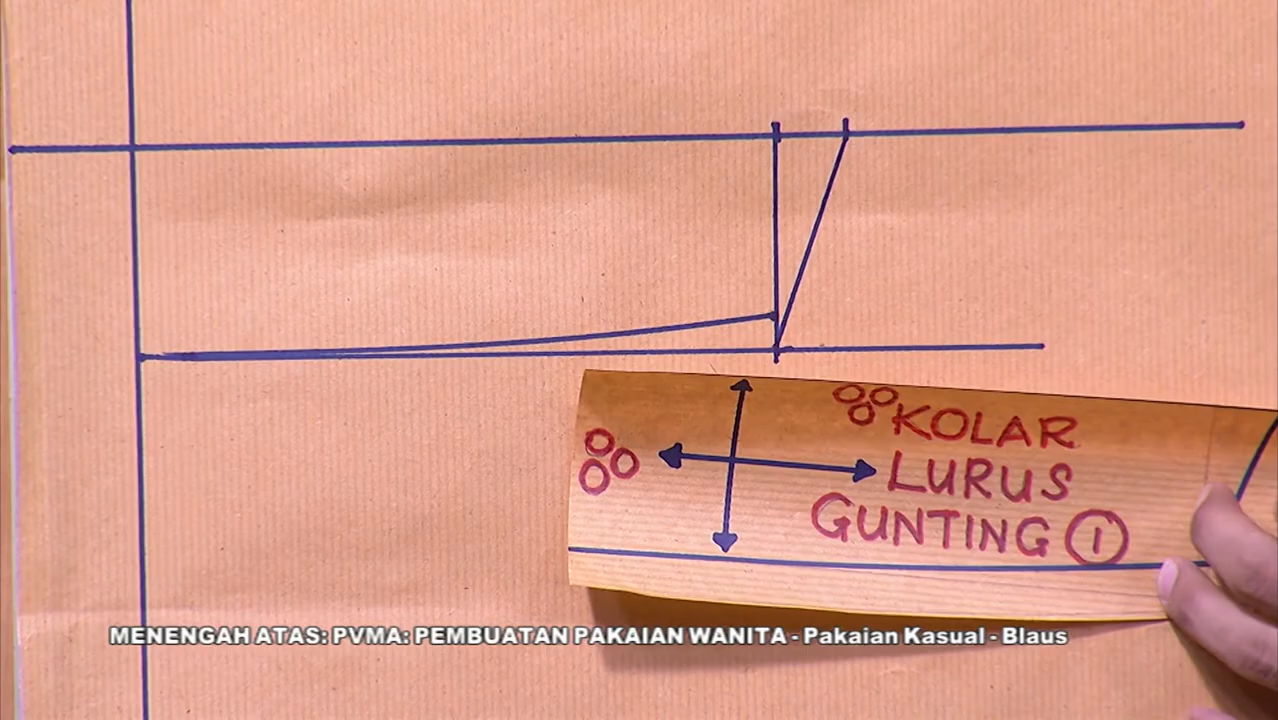 KOLAR
LURUS
GUNTING 1
MENENGAH ATAS: PVMA: PEMBUATAN PAKAIAN WANITA - Pakaian Kasual - Blaus